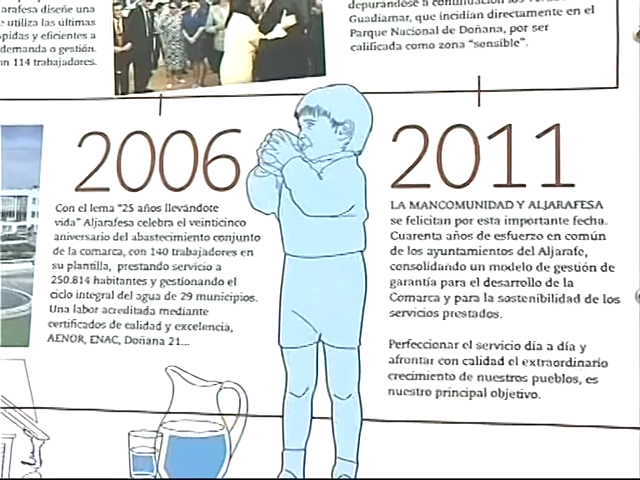 arafesa diseñe una
utiliza las últimas
pidas y eficientes a
demanda o gestión.
n 114 trabajadores.
depurándose a continuación los
Guadiamar, que incidían directamente en el
Parque Nacional de Doñana, por ser
calificada como zona "sensible".
2006
Con el lema "25 años llevándote
vida" Aljarafesa celebra el veinticinco
aniversario del abastecimiento conjunto
de la comarca, con 140 trabajadores en
su plantilla, prestando servicio a
250.814 habitantes y gestionando el
ciclo integral del agua de 29 municipios.
Una labor acreditada mediante
certificados de calidad y excelencia,
AENOR, ENAC, Doñana 21...
2011
LA MANCOMUNIDAD Y ALJARAFESA
se felicitan por esta importante fecha.
Cuarenta años de esfuerzo en común
de los ayuntamientos del Aljarafe,
consolidando un modelo de gestión de
garantía para el desarrollo de la
Comarca y para la sostenibilidad de los
servicios prestados.
Perfeccionar el servicio día a día y
afrontar con calidad el extraordinario
crecimiento de nuestros pueblos, es
nuestro principal objetivo.